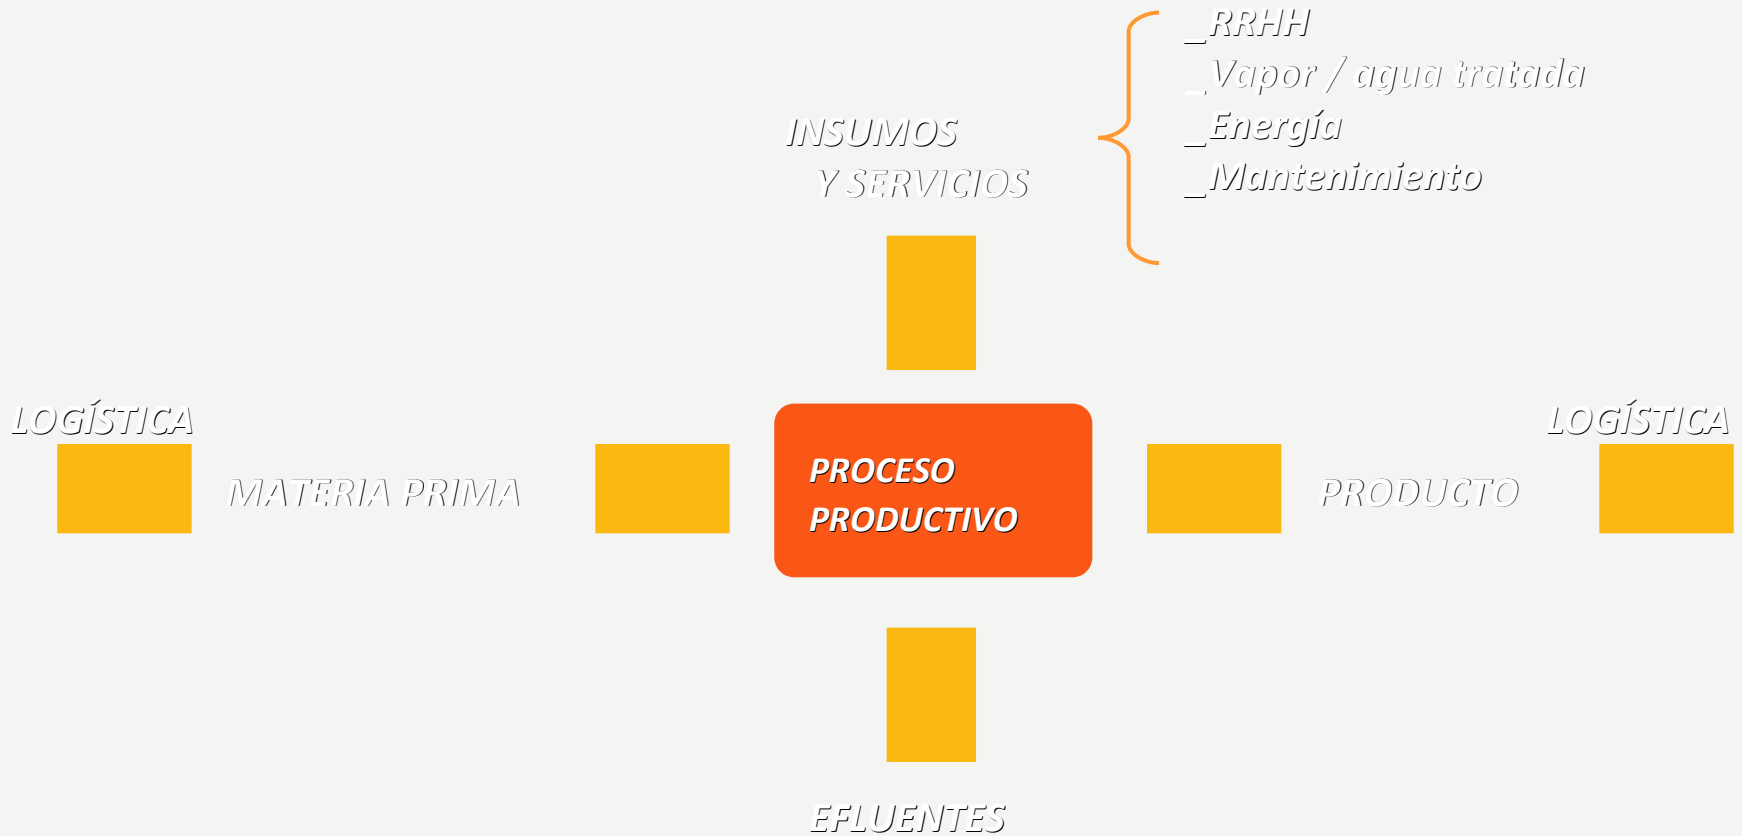 _RRHH
_Vapor / agua tratada
_Energía
_Mantenimiento
INSUMOS
Y SERVICIOS
LOGÍSTICA
LOGÍSTICA
MATERIA PRIMA
PROCESO
PRODUCTIVO
PRODUCTO
EFLUENTES